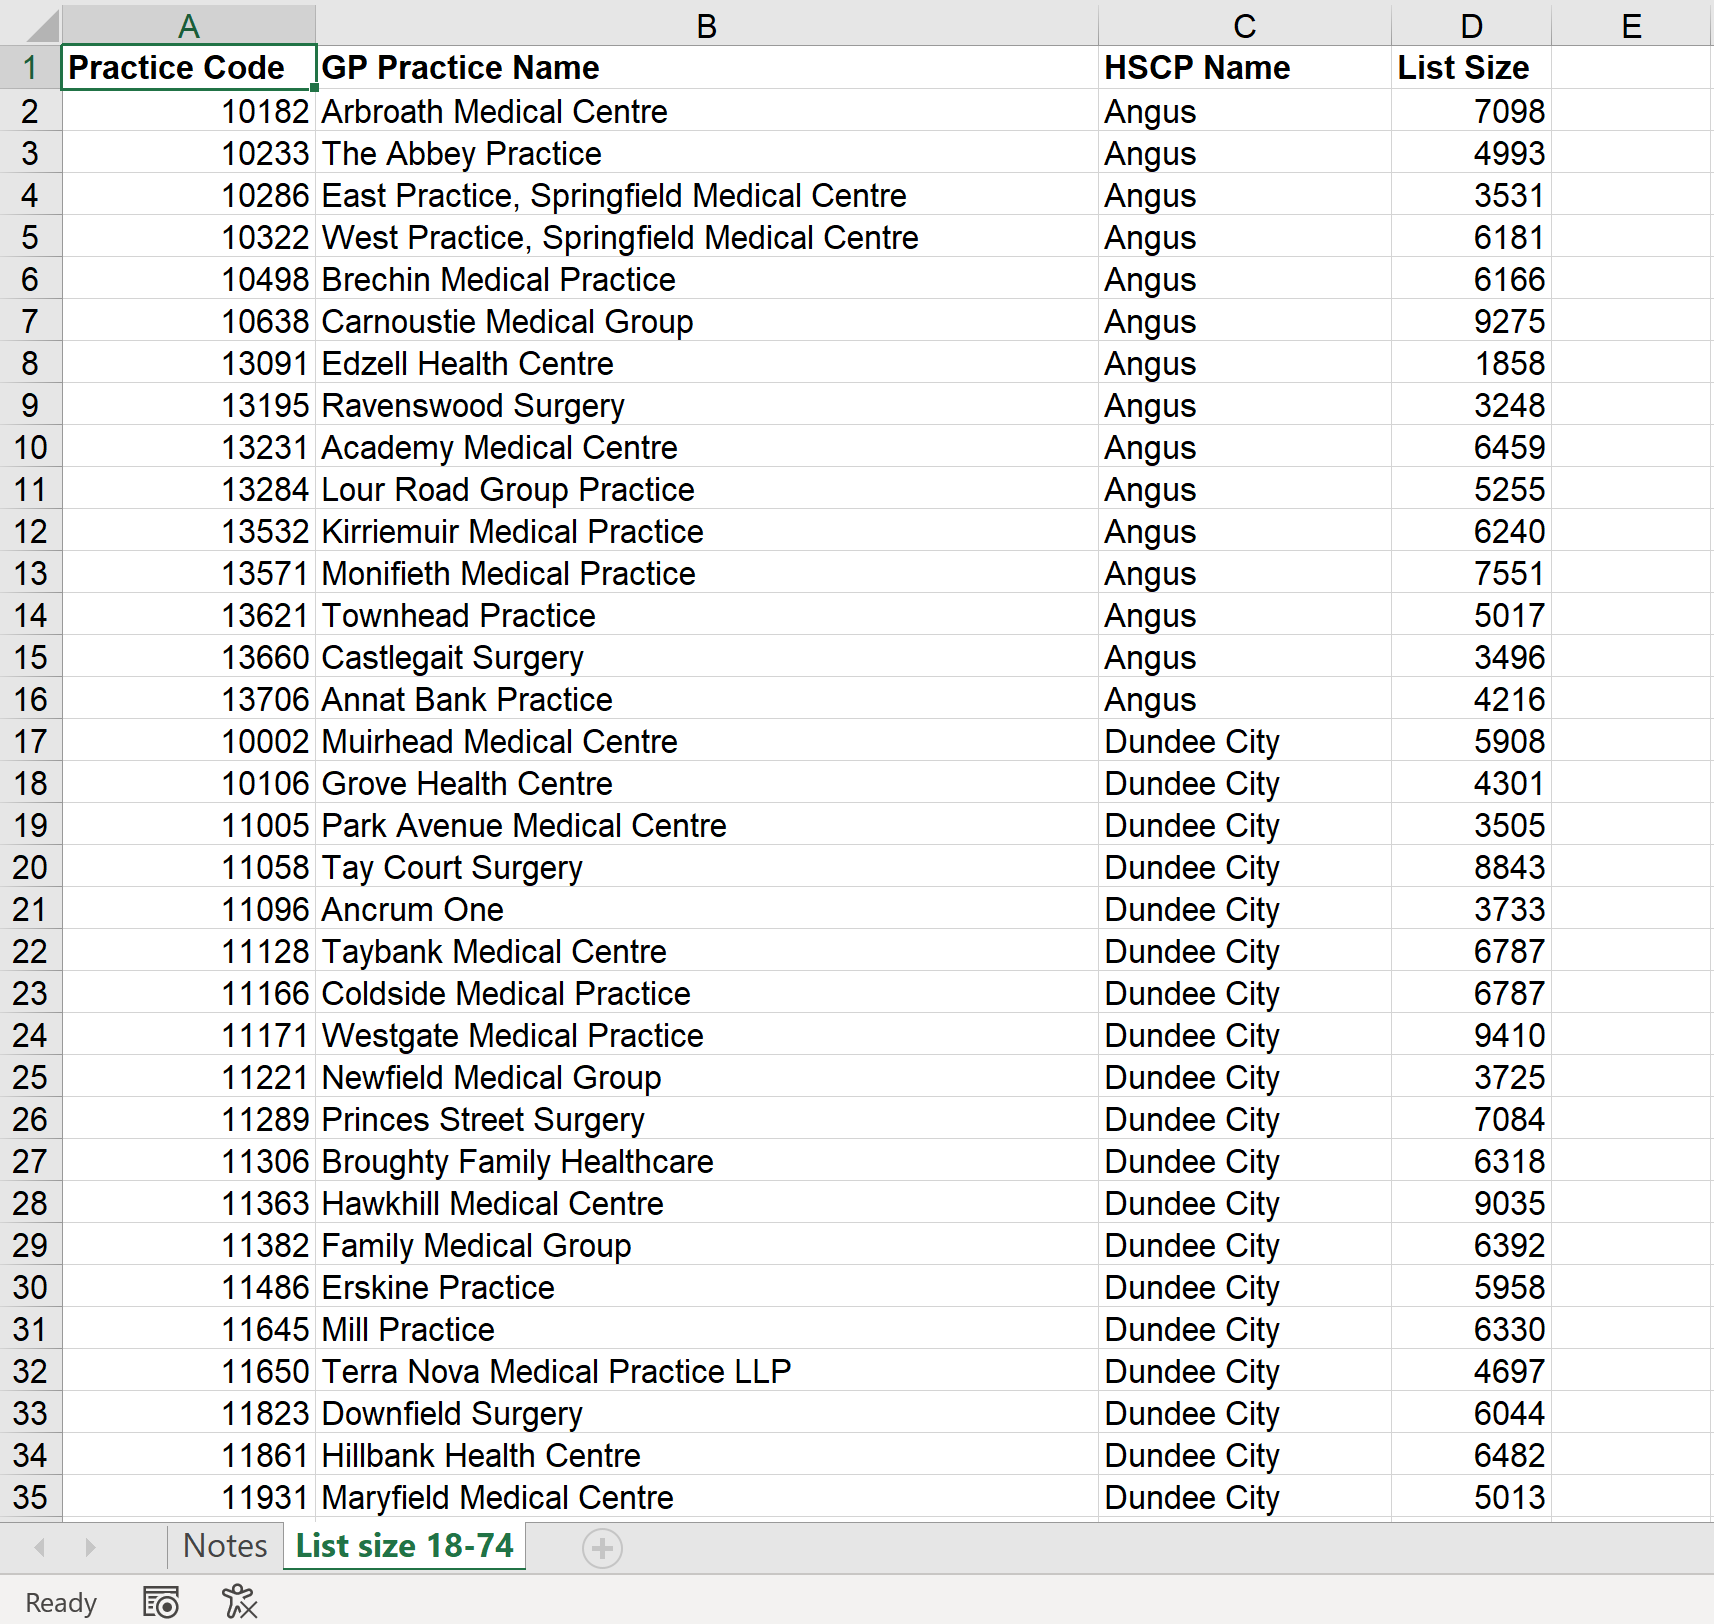 A B C D E
1 Practice Code GP Practice Name HSCP Name List Size
2 10182 Arbroath Medical Centre Angus 7098
3 10233 The Abbey Practice Angus 4993
4 10286 East Practice, Springfield Medical Centre Angus 3531
5 10322 West Practice, Springfield Medical Centre Angus 6181
6 10498 Brechin Medical Practice Angus 6166
7 10638 Carnoustie Medical Group Angus 9275
8 13091 Edzell Health Centre Angus 1858
9 13195 Ravenswood Surgery Angus 3248
10 13231 Academy Medical Centre Angus 6459
11 13284 Lour Road Group Practice Angus 5255
12 13532 Kirriemuir Medical Practice Angus 6240
13 13571 Monifieth Medical Practice Angus 7551
14 13621 Townhead Practice Angus 5017
15 13660 Castlegait Surgery Angus 3496
16 13706 Annat Bank Practice Angus 4216
17 10002 Muirhead Medical Centre Dundee City 5908
18 10106 Grove Health Centre Dundee City 4301
19 11005 Park Avenue Medical Centre Dundee City 3505
20 11058 Tay Court Surgery Dundee City 8843
21 11096 Ancrum One Dundee City 3733
22 11128 Taybank Medical Centre Dundee City 6787
23 11166 Coldside Medical Practice Dundee City 6787
24 11171 Westgate Medical Practice Dundee City 9410
25 11221 Newfield Medical Group Dundee City 3725
26 11289 Princes Street Surgery Dundee City 7084
27 11306 Broughty Family Healthcare Dundee City 6318
28 11363 Hawkhill Medical Centre Dundee City 9035
29 11382 Family Medical Group Dundee City 6392
30 11486 Erskine Practice Dundee City 5958
31 11645 Mill Practice Dundee City 6330
32 11650 Terra Nova Medical Practice LLP Dundee City 4697
33 11823 Downfield Surgery Dundee City 6044
34 11861 Hillbank Health Centre Dundee City 6482
35 11931 Maryfield Medical Centre Dundee City 5013
Notes List size 18-74
Ready